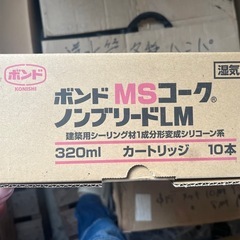 ボンド
KONISHI
湿気
ボンド MSコーク®
ノンブリードLM
建築用シーリング材1成分形変成シリコーン系
320ml カートリッジ 10本